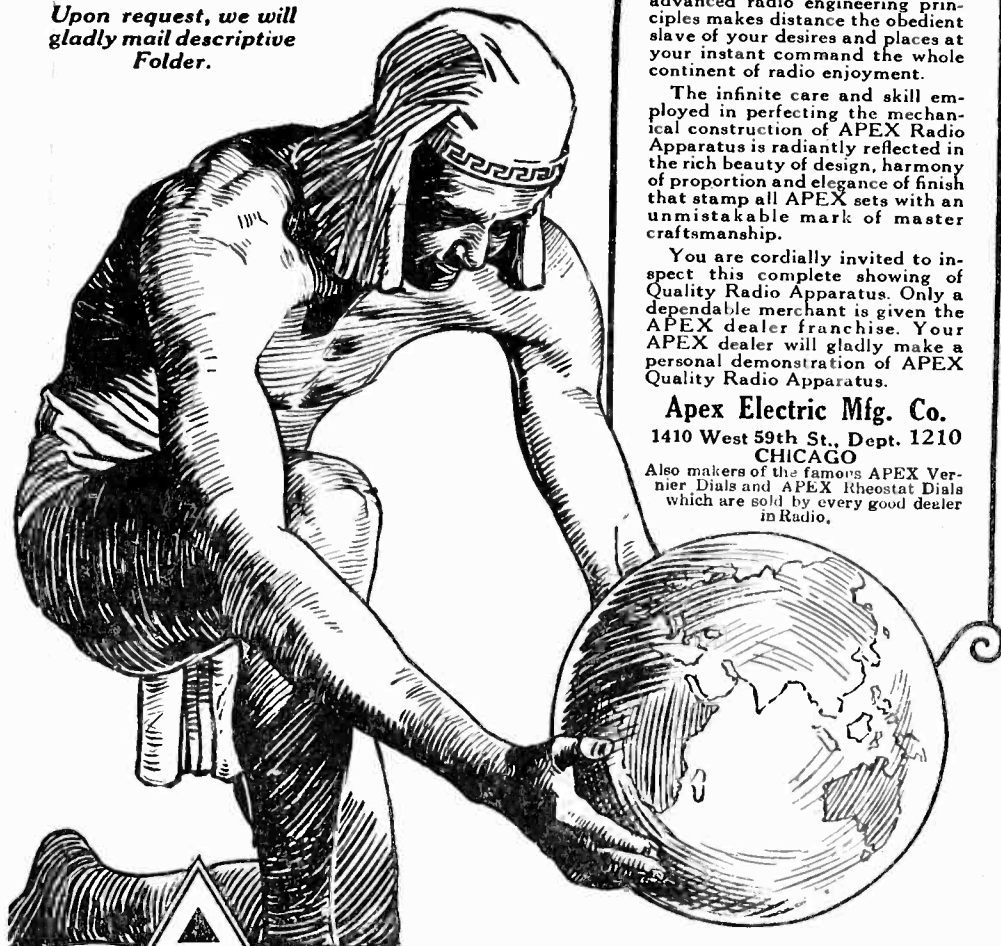 Upon request, we will
gladly mail descriptive
Folder.
advanced radio engineering prin-
ciples makes distance the obedient
slave of your desires and places at
your instant command the whole
continent of radio enjoyment.
The infinite care and skill em-
ployed in perfecting the mechan-
ical construction of APEX Radio
Apparatus is radiantly reflected in
the rich beauty of design, harmony
of proportion and elegance of finish
that stamp all APEX sets with an
unmistakable mark of master
craftsmanship.
You are cordially invited to in-
spect this complete showing of
Quality Radio Apparatus. Only a
dependable merchant is given the
APEX dealer franchise. Your
APEX dealer will gladly make a
personal demonstration of APEX
Quality Radio Apparatus.
Apex Electric Mfg. Co.
1410 West 59th St., Dept. 1210
CHICAGO
Also makers of the famous APEX Ver-
nier Dials and APEX Rheostat Dials
which are sold by every good dealer
in Radio.